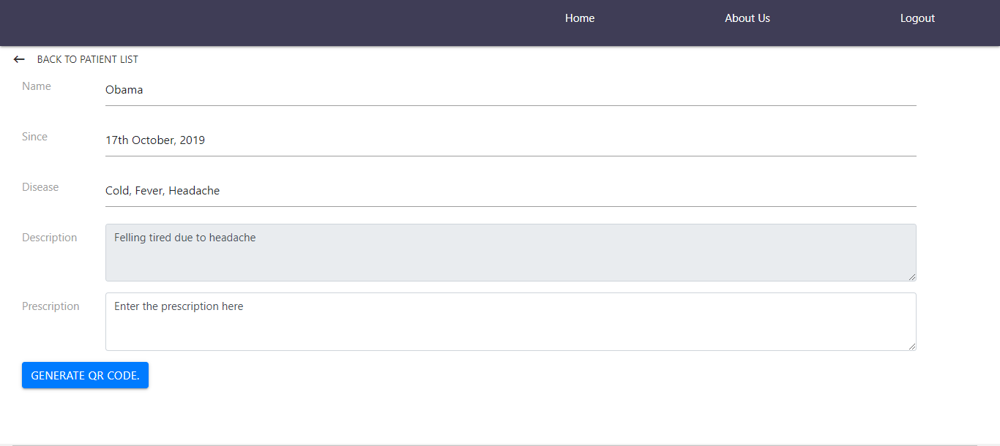 Home About Us Logout
BACK TO PATIENT LIST
Name Obama
Since 17th October, 2019
Disease Cold, Fever, Headache
Description Felling tired due to headache
Prescription Enter the prescription here
GENERATE QR CODE.